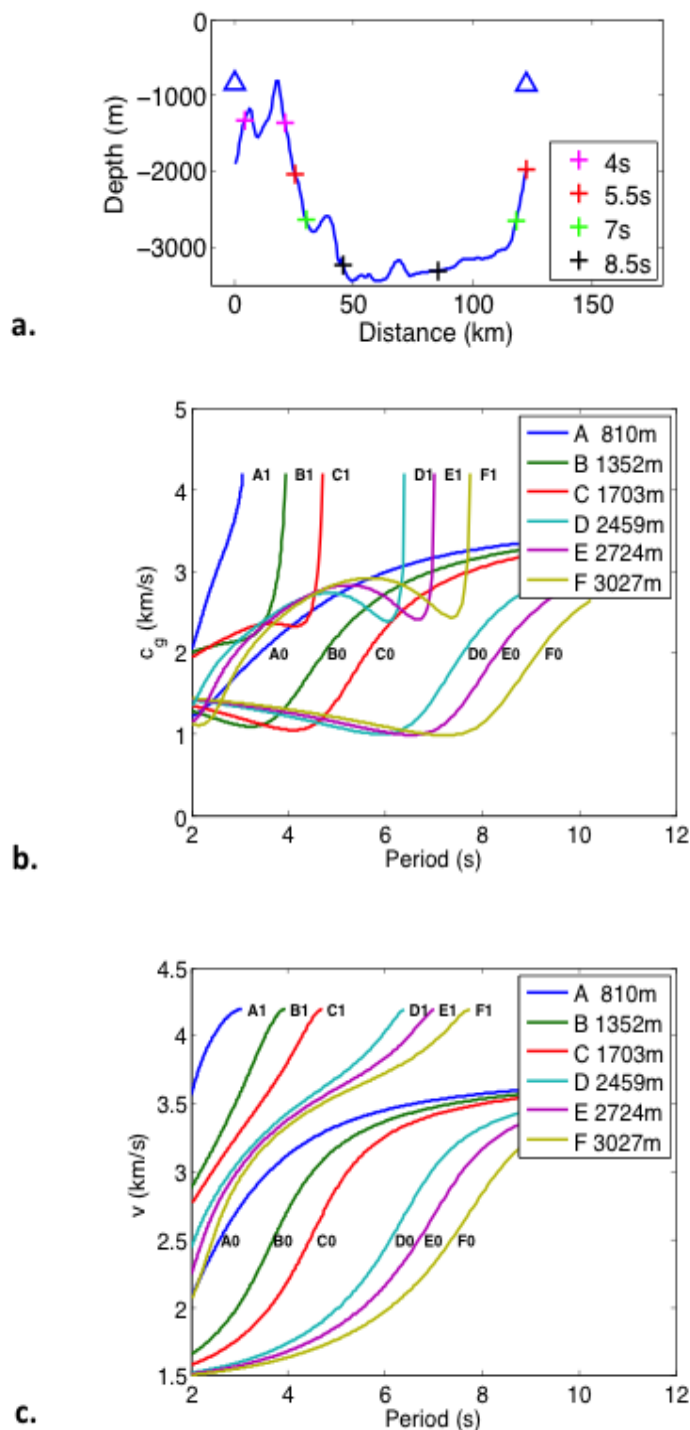 0
−1000
−2000
−3000
Depth (m)
4s
5.5s
7s
8.5s
0 50 100 150
Distance (km)
a.
5
4
3
2
1
0
c_g (km/s)
A1 B1 C1 D1 E1 F1
A0 B0 C0 D0 E0 F0
A 810m
B 1352m
C 1703m
D 2459m
E 2724m
F 3027m
2 4 6 8 10 12
Period (s)
b.
4.5
4
3.5
3
2.5
2
1.5
v (km/s)
A1 B1 C1 D1 E1 F1
A0 B0 C0 D0 E0 F0
A 810m
B 1352m
C 1703m
D 2459m
E 2724m
F 3027m
2 4 6 8 10 12
Period (s)
c.